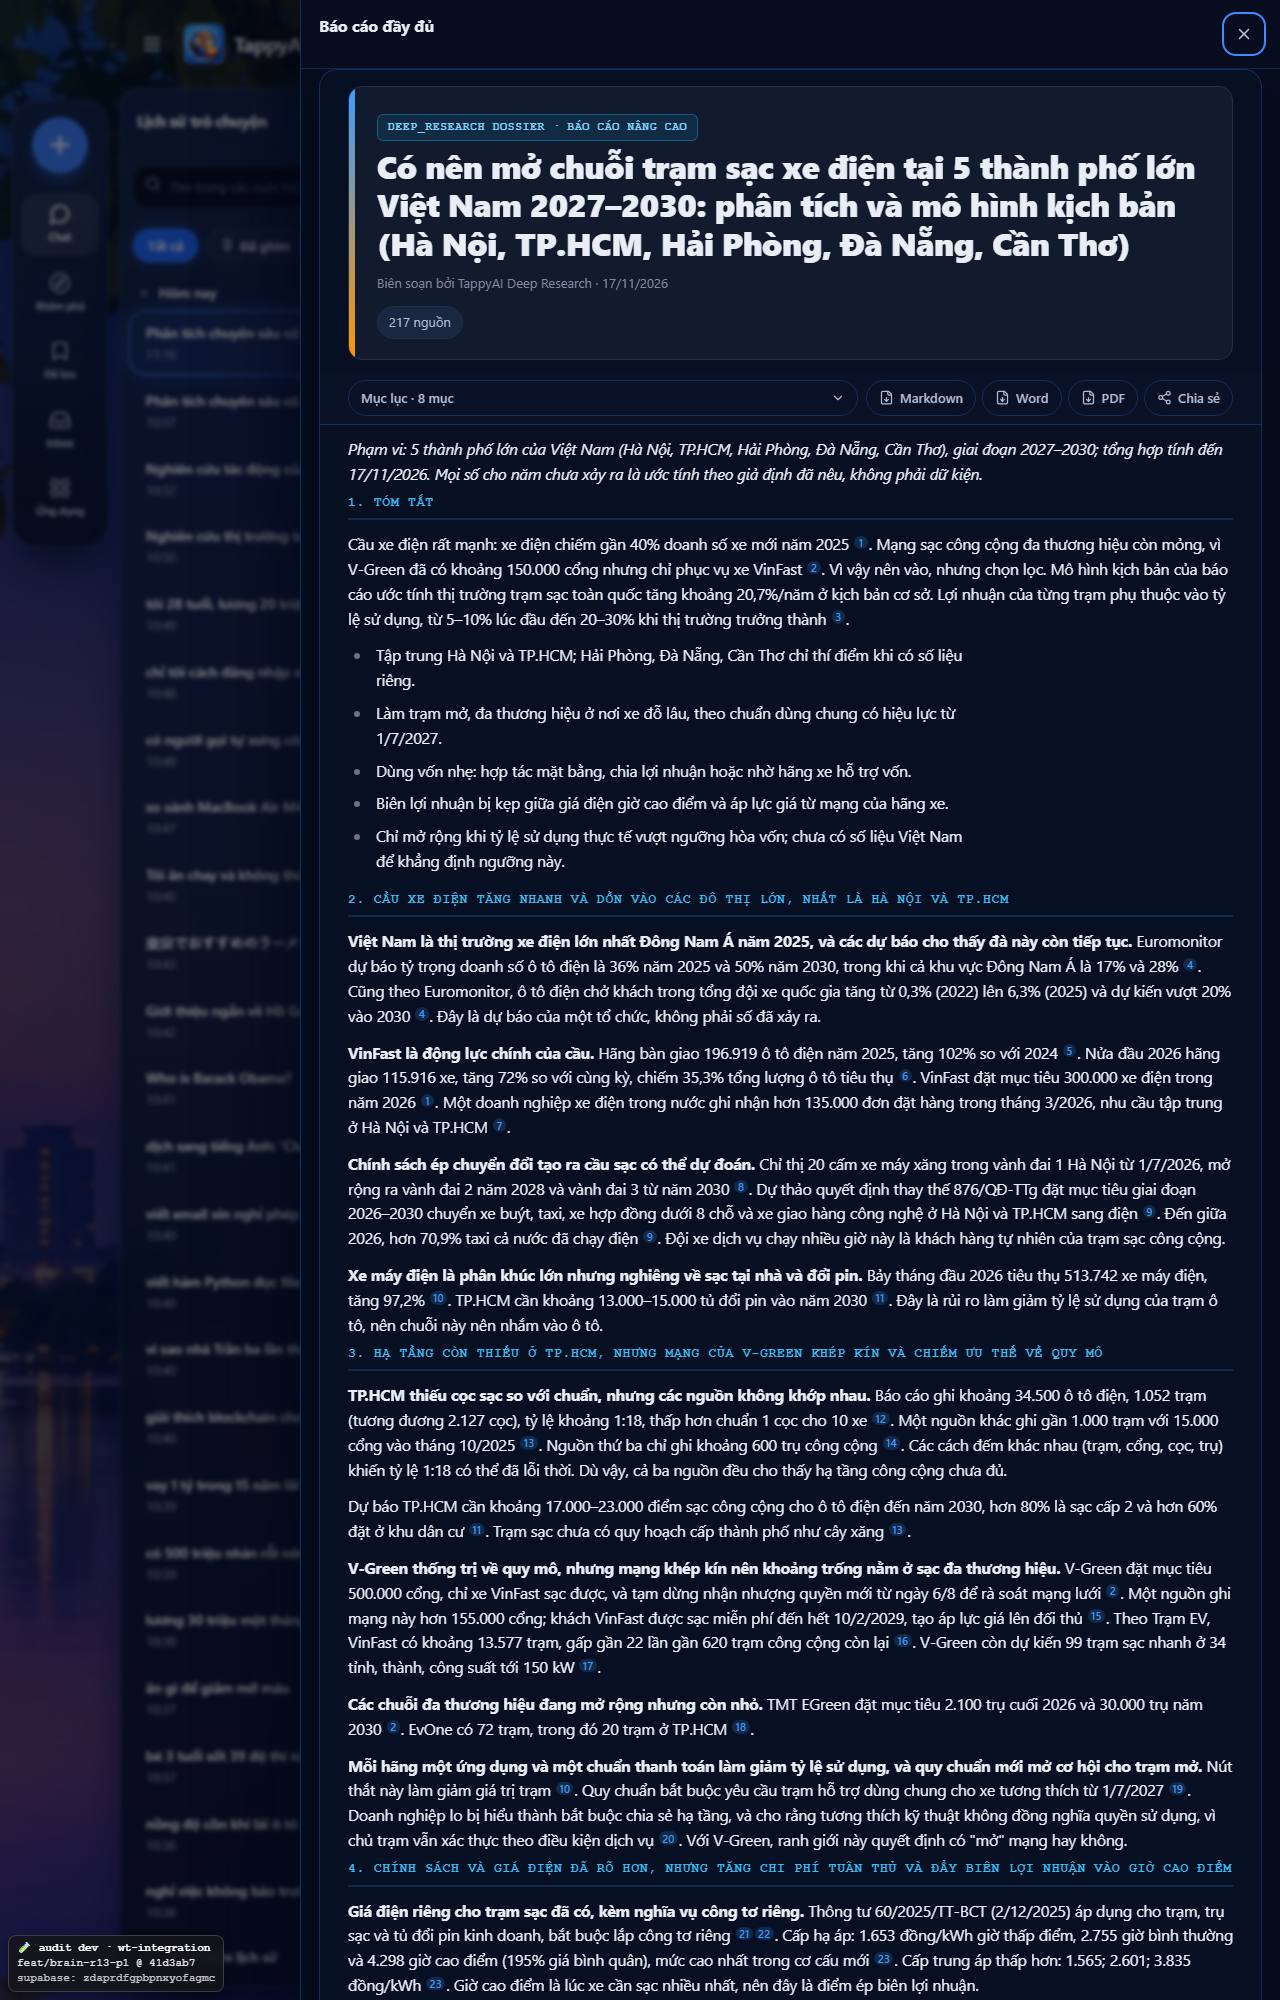 Báo cáo đầy đủ
TappyA
Lịch sử trò chuyện
Tất cả
Đã ghim
Hôm nay
Chat
Khám phá
Đã lưu
Inbox
Ứng dụng
DEEP_RESEARCH DOSSIER · BÁO CÁO NÂNG CAO
Có nên mở chuỗi trạm sạc xe điện tại 5 thành phố lớn
Việt Nam 2027–2030: phân tích và mô hình kịch bản
(Hà Nội, TP.HCM, Hải Phòng, Đà Nẵng, Cần Thơ)
Biên soạn bởi TappyAI Deep Research · 17/11/2026
217 nguồn
Mục lục · 8 mục
Markdown
Word
PDF
Chia sẻ
Phạm vi: 5 thành phố lớn của Việt Nam (Hà Nội, TP.HCM, Hải Phòng, Đà Nẵng, Cần Thơ), giai đoạn 2027–2030; tổng hợp tính đến
17/11/2026. Mọi số cho năm chưa xảy ra là ước tính theo giả định đã nêu, không phải dữ kiện.
1. TÓM TẮT
Cầu xe điện rất mạnh: xe điện chiếm gần 40% doanh số xe mới năm 2025 1. Mạng sạc công cộng đa thương hiệu còn mỏng, vì
V-Green đã có khoảng 150.000 cổng nhưng chỉ phục vụ xe VinFast 2. Vì vậy nên vào, nhưng chọn lọc. Mô hình kịch bản của báo
cáo ước tính thị trường trạm sạc toàn quốc tăng khoảng 20,7%/năm ở kịch bản cơ sở. Lợi nhuận của từng trạm phụ thuộc vào tỷ
lệ sử dụng, từ 5–10% lúc đầu đến 20–30% khi thị trường trưởng thành 3.
Tập trung Hà Nội và TP.HCM; Hải Phòng, Đà Nẵng, Cần Thơ chỉ thí điểm khi có số liệu
riêng.
Làm trạm mở, đa thương hiệu ở nơi xe đỗ lâu, theo chuẩn dùng chung có hiệu lực từ
1/7/2027.
Dùng vốn nhẹ: hợp tác mặt bằng, chia lợi nhuận hoặc nhờ hãng xe hỗ trợ vốn.
Biên lợi nhuận bị kẹp giữa giá điện giờ cao điểm và áp lực giá từ mạng của hãng xe.
Chỉ mở rộng khi tỷ lệ sử dụng thực tế vượt ngưỡng hòa vốn; chưa có số liệu Việt Nam
để khẳng định ngưỡng này.
2. CẦU XE ĐIỆN TĂNG NHANH VÀ DỒN VÀO CÁC ĐÔ THỊ LỚN, NHẤT LÀ HÀ NỘI VÀ TP.HCM
Việt Nam là thị trường xe điện lớn nhất Đông Nam Á năm 2025, và các dự báo cho thấy đà này còn tiếp tục. Euromonitor
dự báo tỷ trọng doanh số ô tô điện là 36% năm 2025 và 50% năm 2030, trong khi cả khu vực Đông Nam Á là 17% và 28% 4.
Cũng theo Euromonitor, ô tô điện chở khách trong tổng đội xe quốc gia tăng từ 0,3% (2022) lên 6,3% (2025) và dự kiến vượt 20%
vào 2030 4. Đây là dự báo của một tổ chức, không phải số đã xảy ra.
VinFast là động lực chính của cầu. Hãng bàn giao 196.919 ô tô điện năm 2025, tăng 102% so với 2024 5. Nửa đầu 2026 hãng
giao 115.916 xe, tăng 72% so với cùng kỳ, chiếm 35,3% tổng lượng ô tô tiêu thụ 6. VinFast đặt mục tiêu 300.000 xe điện trong
năm 2026 1. Một doanh nghiệp xe điện trong nước ghi nhận hơn 135.000 đơn đặt hàng trong tháng 3/2026, nhu cầu tập trung
ở Hà Nội và TP.HCM 7.
Chính sách ép chuyển đổi tạo ra cầu sạc có thể dự đoán. Chỉ thị 20 cấm xe máy xăng trong vành đai 1 Hà Nội từ 1/7/2026, mở
rộng ra vành đai 2 năm 2028 và vành đai 3 từ năm 2030 8. Dự thảo quyết định thay thế 876/QĐ-TTg đặt mục tiêu giai đoạn
2026–2030 chuyển xe buýt, taxi, xe hợp đồng dưới 8 chỗ và xe giao hàng công nghệ ở Hà Nội và TP.HCM sang điện 9. Đến giữa
2026, hơn 70,9% taxi cả nước đã chạy điện 9. Đội xe dịch vụ chạy nhiều giờ này là khách hàng tự nhiên của trạm sạc công cộng.
Xe máy điện là phân khúc lớn nhưng nghiêng về sạc tại nhà và đổi pin. Bảy tháng đầu 2026 tiêu thụ 513.742 xe máy điện,
tăng 97,2% 10. TP.HCM cần khoảng 13.000–15.000 tủ đổi pin vào năm 2030 11. Đây là rủi ro làm giảm tỷ lệ sử dụng của trạm ô
tô, nên chuỗi này nên nhắm vào ô tô.
3. HẠ TẦNG CÒN THIẾU Ở TP.HCM, NHƯNG MẠNG CỦA V-GREEN KHÉP KÍN VÀ CHIẾM ƯU THẾ VỀ QUY MÔ
TP.HCM thiếu cọc sạc so với chuẩn, nhưng các nguồn không khớp nhau. Báo cáo ghi khoảng 34.500 ô tô điện, 1.052 trạm
(tương đương 2.127 cọc), tỷ lệ khoảng 1:18, thấp hơn chuẩn 1 cọc cho 10 xe 12. Một nguồn khác ghi gần 1.000 trạm với 15.000
cổng vào tháng 10/2025 13. Nguồn thứ ba chỉ ghi khoảng 600 trụ công cộng 14. Các cách đếm khác nhau (trạm, cổng, cọc, trụ)
khiến tỷ lệ 1:18 có thể đã lỗi thời. Dù vậy, cả ba nguồn đều cho thấy hạ tầng công cộng chưa đủ.
Dự báo TP.HCM cần khoảng 17.000–23.000 điểm sạc công cộng cho ô tô điện đến năm 2030, hơn 80% là sạc cấp 2 và hơn 60%
đặt ở khu dân cư 11. Trạm sạc chưa có quy hoạch cấp thành phố như cây xăng 13.
V-Green thống trị về quy mô, nhưng mạng khép kín nên khoảng trống nằm ở sạc đa thương hiệu. V-Green đặt mục tiêu
500.000 cổng, chỉ xe VinFast sạc được, và tạm dừng nhận nhượng quyền mới từ ngày 6/8 để rà soát mạng lưới 2. Một nguồn ghi
mạng này hơn 155.000 cổng; khách VinFast được sạc miễn phí đến hết 10/2/2029, tạo áp lực giá lên đối thủ 15. Theo Trạm EV,
VinFast có khoảng 13.577 trạm, gấp gần 22 lần gần 620 trạm công cộng còn lại 16. V-Green còn dự kiến 99 trạm sạc nhanh ở 34
tỉnh, thành, công suất tới 150 kW 17.
Các chuỗi đa thương hiệu đang mở rộng nhưng còn nhỏ. TMT EGreen đặt mục tiêu 2.100 trụ cuối 2026 và 30.000 trụ năm
2030 2. EvOne có 72 trạm, trong đó 20 trạm ở TP.HCM 18.
Mỗi hãng một ứng dụng và một chuẩn thanh toán làm giảm tỷ lệ sử dụng, và quy chuẩn mới mở cơ hội cho trạm mở. Nút
thắt này làm giảm giá trị trạm 10. Quy chuẩn bắt buộc yêu cầu trạm hỗ trợ dùng chung cho xe tương thích từ 1/7/2027 19.
Doanh nghiệp lo bị hiểu thành bắt buộc chia sẻ hạ tầng, và cho rằng tương thích kỹ thuật không đồng nghĩa quyền sử dụng, vì
chủ trạm vẫn xác thực theo điều kiện dịch vụ 20. Với V-Green, ranh giới này quyết định có "mở" mạng hay không.
4. CHÍNH SÁCH VÀ GIÁ ĐIỆN ĐÃ RÕ HƠN, NHƯNG TĂNG CHI PHÍ TUÂN THỦ VÀ ĐẨY BIÊN LỢI NHUẬN VÀO GIỜ CAO ĐIỂM
Giá điện riêng cho trạm sạc đã có, kèm nghĩa vụ công tơ riêng. Thông tư 60/2025/TT-BCT (2/12/2025) áp dụng cho trạm, trụ
sạc và tủ đổi pin kinh doanh, bắt buộc lắp công tơ riêng 21 22. Cấp hạ áp: 1.653 đồng/kWh giờ thấp điểm, 2.755 giờ bình thường
và 4.298 giờ cao điểm (195% giá bình quân), mức cao nhất trong cơ cấu mới 23. Cấp trung áp thấp hơn: 1.565; 2.601; 3.835
đồng/kWh 23. Giờ cao điểm là lúc xe cần sạc nhiều nhất, nên đây là điểm ép biên lợi nhuận.
audit dev · wt-integration
feat/brain-r13-p1 @ 41d3ab7
supabase: zdaprdfgpbpnxyofagmc